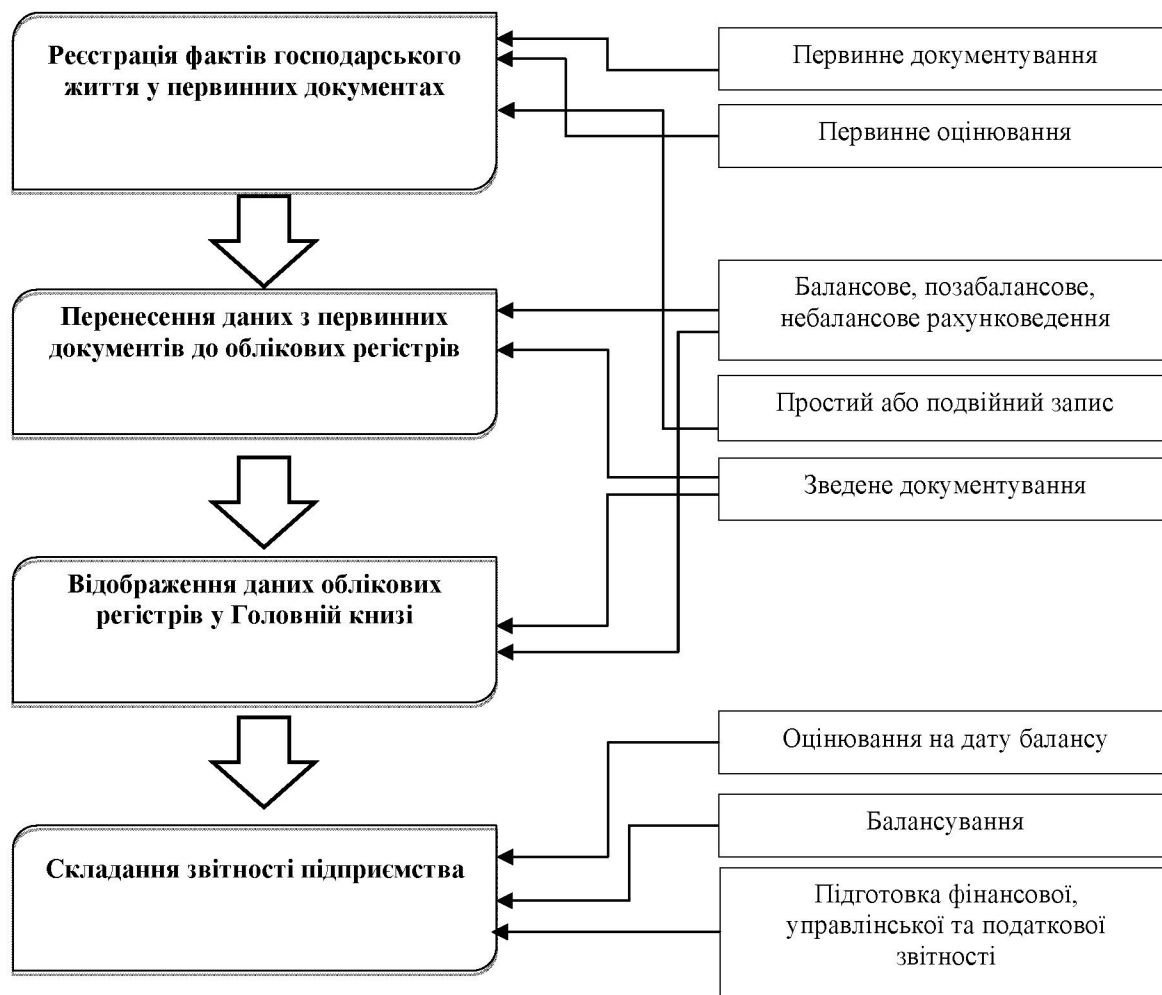 Реєстрація фактів господарського
життя у первинних документах
Первинне документування
Первинне оцінювання
Перенесення даних з первинних
документів до облікових регістрів
Балансове, позабалансове,
небалансове рахунковедення
Простий або подвійний запис
Зведене документування
Відображення даних облікових
регістрів у Головній книзі
Оцінювання на дату балансу
Балансування
Складання звітності підприємства
Підготовка фінансової,
управлінської та податкової
звітності